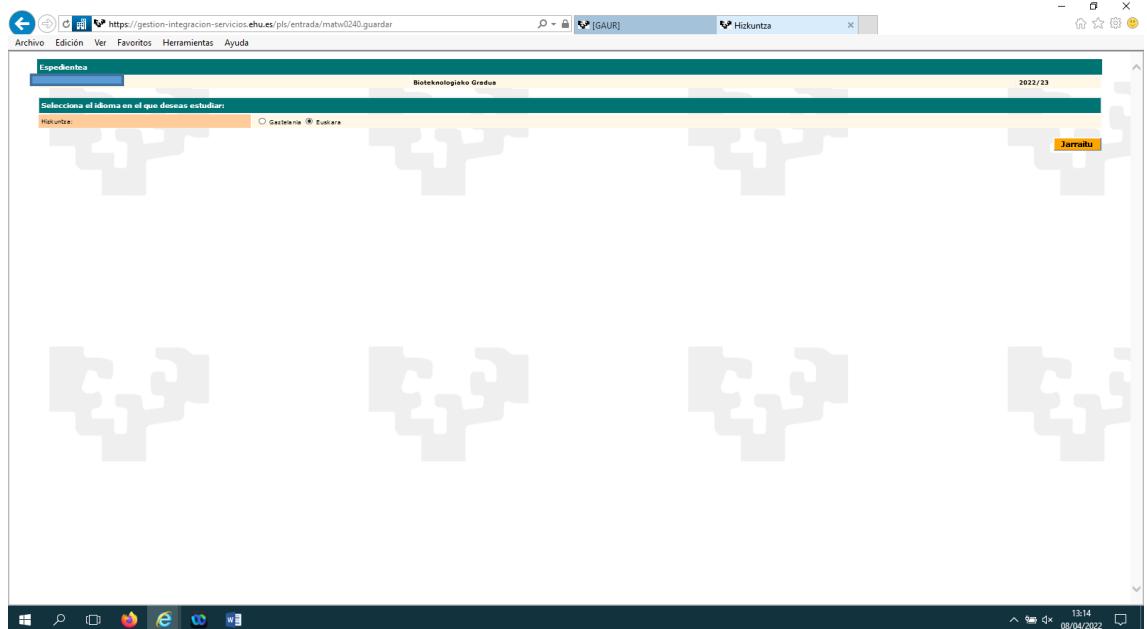 https://gestion-integracion-servicios.ehu.es/pls/entrada/matw0240.guardar
[GAUR]
Hizkuntza
Archivo Edición Ver Favoritos Herramientas Ayuda
Espedientea
Bioteknologiako Gradua 2022/23
Selecciona el idioma en el que deseas estudiar:
Hizkuntza: Gaztelania Euskara
Jarraitu
13:14
08/04/2022